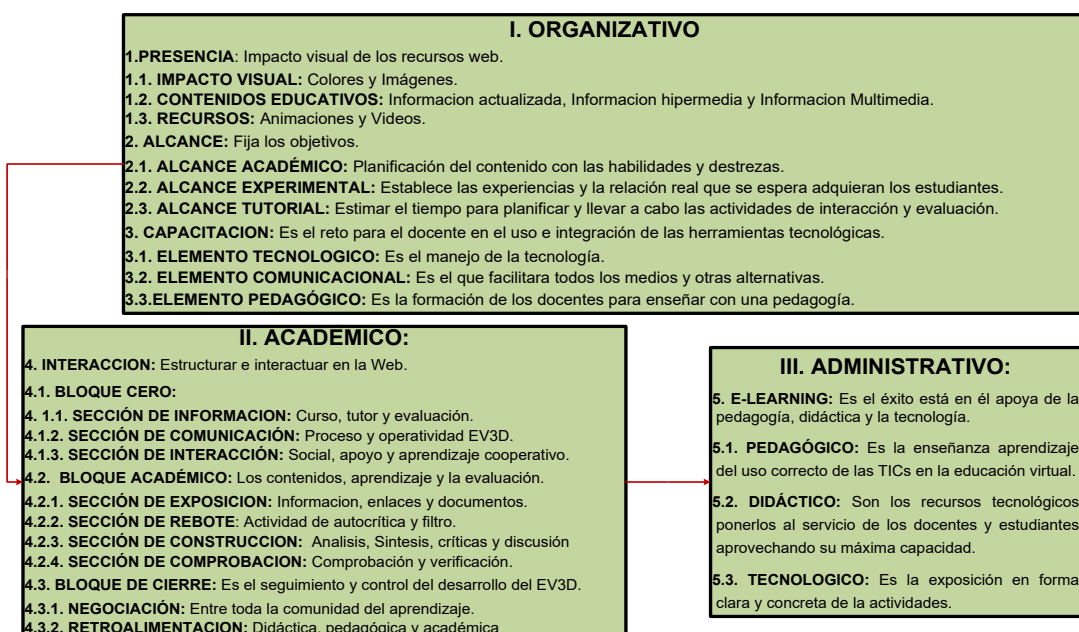 I. ORGANIZATIVO
1.PRESENCIA: Impacto visual de los recursos web.
1.1. IMPACTO VISUAL: Colores y Imágenes.
1.2. CONTENIDOS EDUCATIVOS: Informacion actualizada, Informacion hipermedia y Informacion Multimedia.
1.3. RECURSOS: Animaciones y Videos.
2. ALCANCE: Fija los objetivos.
2.1. ALCANCE ACADÉMICO: Planificación del contenido con las habilidades y destrezas.
2.2. ALCANCE EXPERIMENTAL: Establece las experiencias y la relación real que se espera adquieran los estudiantes.
2.3. ALCANCE TUTORIAL: Estimar el tiempo para planificar y llevar a cabo las actividades de interacción y evaluación.
3. CAPACITACION: Es el reto para el docente en el uso e integración de las herramientas tecnológicas.
3.1. ELEMENTO TECNOLOGICO: Es el manejo de la tecnología.
3.2. ELEMENTO COMUNICACIONAL: Es el que facilitara todos los medios y otras alternativas.
3.3.ELEMENTO PEDAGÓGICO: Es la formación de los docentes para enseñar con una pedagogía.
II. ACADEMICO:
4. INTERACCION: Estructurar e interactuar en la Web.
4.1. BLOQUE CERO:
4. 1.1. SECCIÓN DE INFORMACION: Curso, tutor y evaluación.
4.1.2. SECCIÓN DE COMUNICACIÓN: Proceso y operatividad EV3D.
4.1.3. SECCIÓN DE INTERACCIÓN: Social, apoyo y aprendizaje cooperativo.
4.2. BLOQUE ACADÉMICO: Los contenidos, aprendizaje y la evaluación.
4.2.1. SECCIÓN DE EXPOSICION: Informacion, enlaces y documentos.
4.2.2. SECCIÓN DE REBOTE: Actividad de autocrítica y filtro.
4.2.3. SECCIÓN DE CONSTRUCCION: Analisis, Sintesis, críticas y discusión
4.2.4. SECCIÓN DE COMPROBACION: Comprobación y verificación.
4.3. BLOQUE DE CIERRE: Es el seguimiento y control del desarrollo del EV3D.
4.3.1. NEGOCIACIÓN: Entre toda la comunidad del aprendizaje.
4.3.2. RETROALIMENTACION: Didáctica, pedagógica y académica
III. ADMINISTRATIVO:
5. E-LEARNING: Es el éxito está en él apoya de la
pedagogía, didáctica y la tecnología.
5.1. PEDAGÓGICO: Es la enseñanza aprendizaje
del uso correcto de las TICs en la educación virtual.
5.2. DIDÁCTICO: Son los recursos tecnológicos
ponerlos al servicio de los docentes y estudiantes
aprovechando su máxima capacidad.
5.3. TECNOLOGICO: Es la exposición en forma
clara y concreta de la actividades.